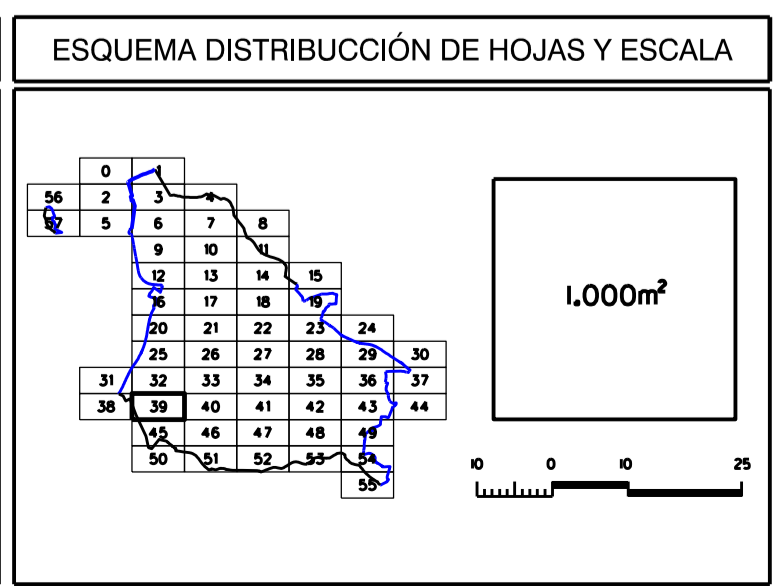 ESQUEMA DISTRIBUCCIÓN DE HOJAS Y ESCALA
0 1
56 2 3 4
57 5 6 7 8
9 10 11
12 13 14 15
16 17 18 19
20 21 22 23 24
25 26 27 28 29 30
31 32 33 34 35 36 37
38 39 40 41 42 43 44
45 46 47 48 49
50 51 52 53 54
55
1.000m²
10 0 10 25